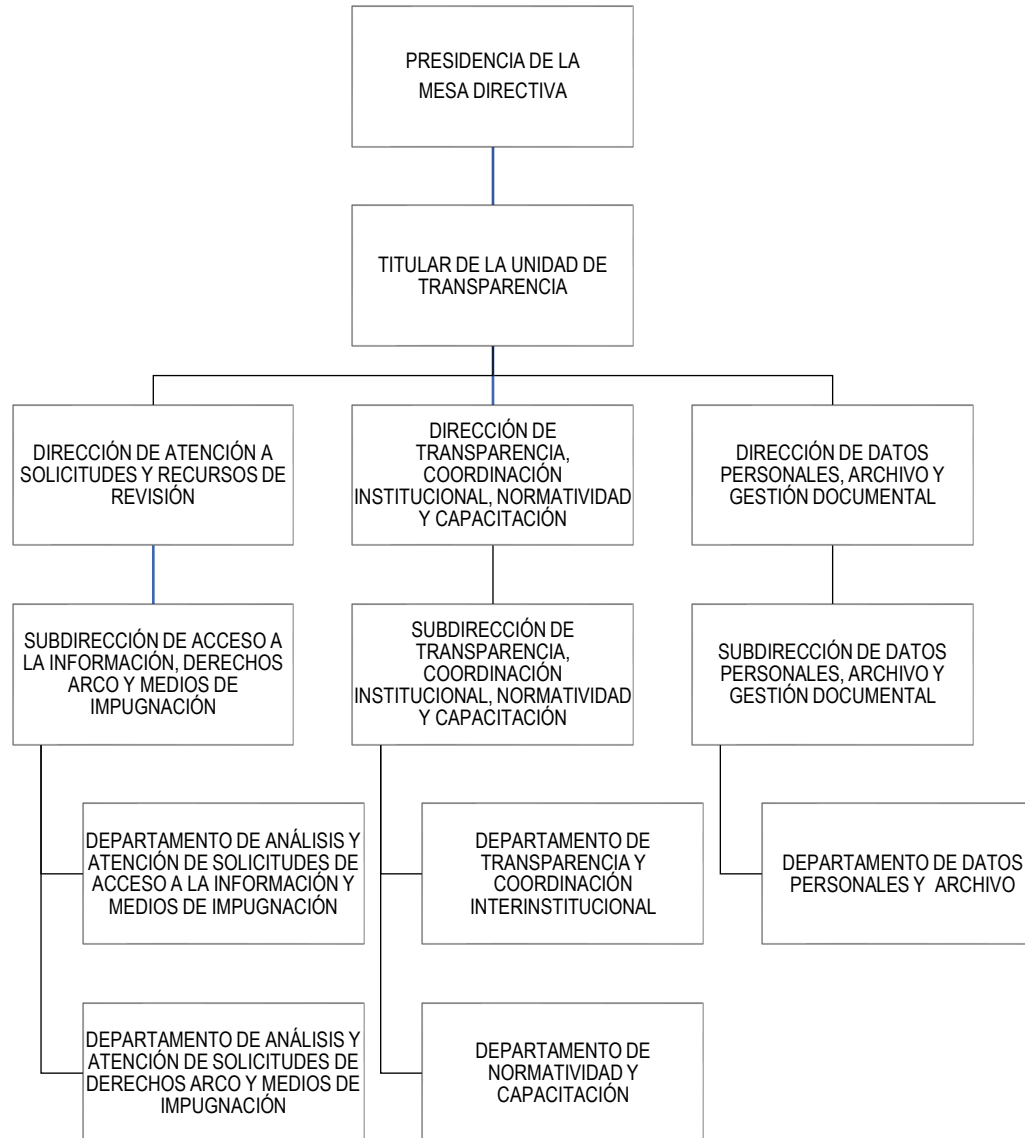 PRESIDENCIA DE LA
MESA DIRECTIVA
TITULAR DE LA UNIDAD DE
TRANSPARENCIA
DIRECCIÓN DE ATENCIÓN A
SOLICITUDES Y RECURSOS DE
REVISIÓN
DIRECCIÓN DE
TRANSPARENCIA,
COORDINACIÓN
INSTITUCIONAL, NORMATIVIDAD
Y CAPACITACIÓN
DIRECCIÓN DE DATOS
PERSONALES, ARCHIVO Y
GESTIÓN DOCUMENTAL
SUBDIRECCIÓN DE ACCESO A
LA INFORMACIÓN, DERECHOS
ARCO Y MEDIOS DE
IMPUGNACIÓN
SUBDIRECCIÓN DE
TRANSPARENCIA,
COORDINACIÓN
INSTITUCIONAL, NORMATIVIDAD
Y CAPACITACIÓN
SUBDIRECCIÓN DE DATOS
PERSONALES, ARCHIVO Y
GESTIÓN DOCUMENTAL
DEPARTAMENTO DE ANÁLISIS Y
ATENCIÓN DE SOLICITUDES DE
ACCESO A LA INFORMACIÓN Y
MEDIOS DE IMPUGNACIÓN
DEPARTAMENTO DE
TRANSPARENCIA Y
COORDINACIÓN
INTERINSTITUCIONAL
DEPARTAMENTO DE DATOS
PERSONALES Y ARCHIVO
DEPARTAMENTO DE ANÁLISIS Y
ATENCIÓN DE SOLICITUDES DE
DERECHOS ARCO Y MEDIOS DE
IMPUGNACIÓN
DEPARTAMENTO DE
NORMATIVIDAD Y
CAPACITACIÓN